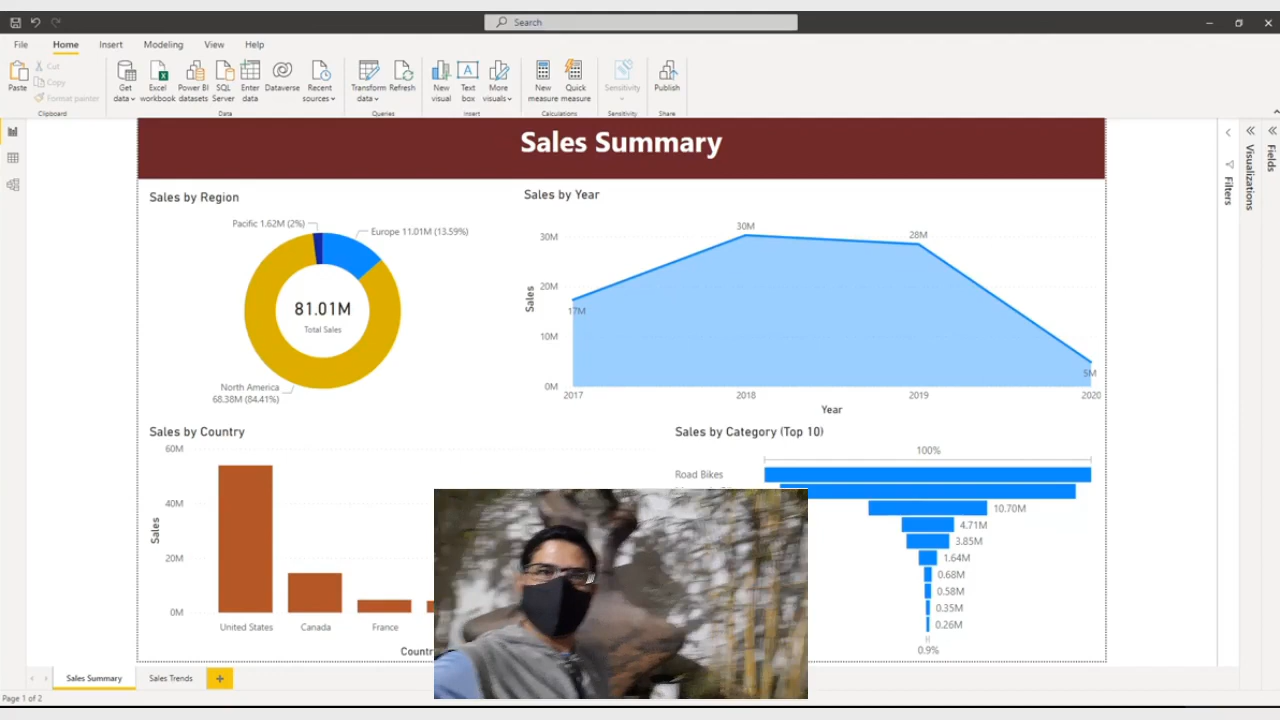 Search
File Home Insert Modeling View Help
Paste
Cut
Copy
Format painter
Clipboard
Get data
Excel workbook
Power BI datasets
SQL Server
Enter data
Dataverse
Recent sources
Data
Transform data
Refresh
Queries
New visual
Text box
More visuals
Insert
New measure
Quick measure
Calculations
Sensitivity
Sensitivity
Publish
Share
Sales Summary
Filters
Visualizations
Fields
Sales by Region
Pacific 1.62M (2%)
Europe 11.01M (13.59%)
81.01M
Total Sales
North America
68.38M (84.41%)
Sales by Year
30M
20M
10M
0M
Sales
17M
30M
28M
5M
2017 2018 2019 2020
Year
Sales by Country
60M
40M
20M
0M
Sales
United States Canada France
Sales by Category (Top 10)
100%
Road Bikes
10.70M
4.71M
3.85M
1.64M
0.68M
0.58M
0.35M
0.26M
0.9%
Sales Summary Sales Trends +
Page 1 of 2